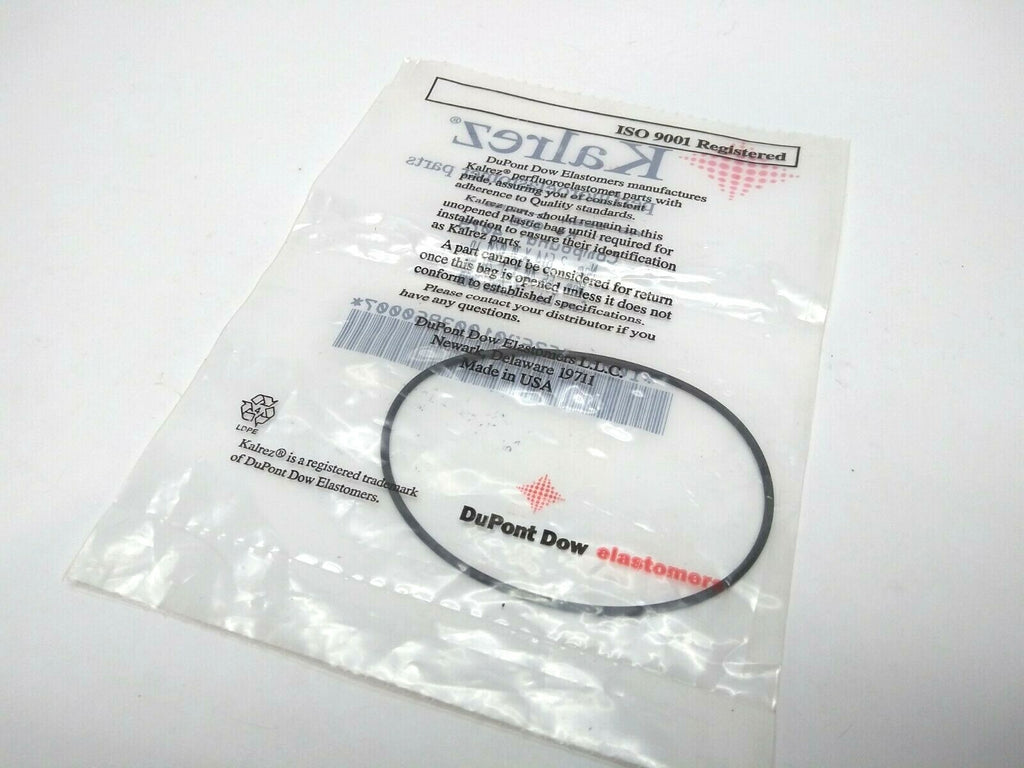 ISO 9001 Registered
Kalrez®
parts
DuPont Dow Elastomers manufactures
Kalrez® perfluoroelastomer parts with
pride, assuring you of consistent
adherence to Quality standards.
Kalrez parts should remain in this
unopened plastic bag until required for
installation to ensure their identification
as Kalrez parts.
A part cannot be considered for return
once this bag is opened unless it does not
conform to established specifications.
Please contact your distributor if you
have any questions.
DuPont Dow Elastomers L.L.C.
Newark, Delaware 19711
Made in USA
4
LDPE
Kalrez® is a registered trademark
of DuPont Dow Elastomers.
DuPont Dow elastomers